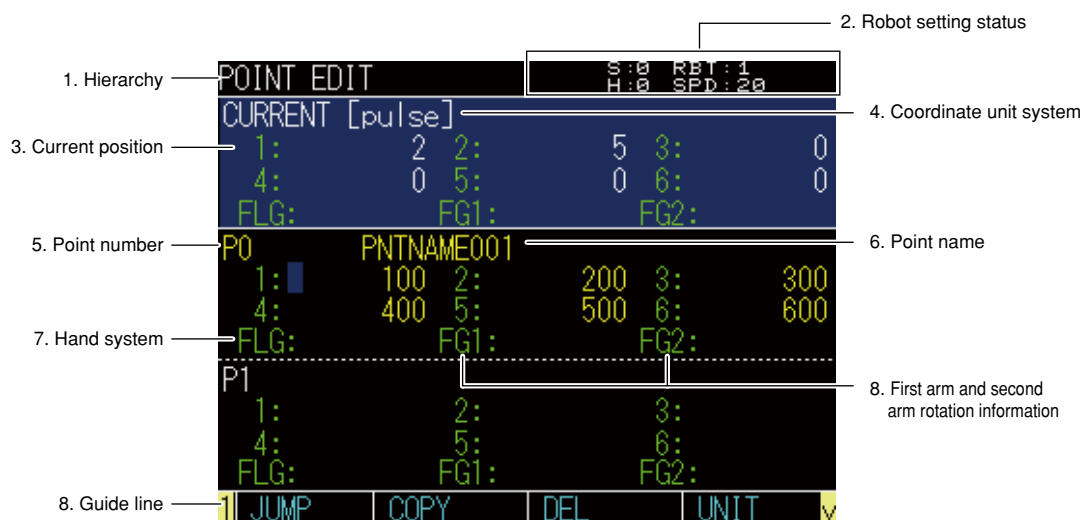 2. Robot setting status
1. Hierarchy
POINT EDIT
S:0 RBT:1
H:0 SPD:20
CURRENT [pulse]
4. Coordinate unit system
3. Current position
1: 2 2: 5 3: 0
4: 0 5: 0 6: 0
FLG: FG1: FG2:
5. Point number
P0 PNTNAME001
6. Point name
1: 100 2: 200 3: 300
4: 400 5: 500 6: 600
7. Hand system
FLG: FG1: FG2:
P1
8. First arm and second
arm rotation information
1: 2: 3:
4: 5: 6:
FLG: FG1: FG2:
8. Guide line
1 JUMP COPY DEL UNIT v